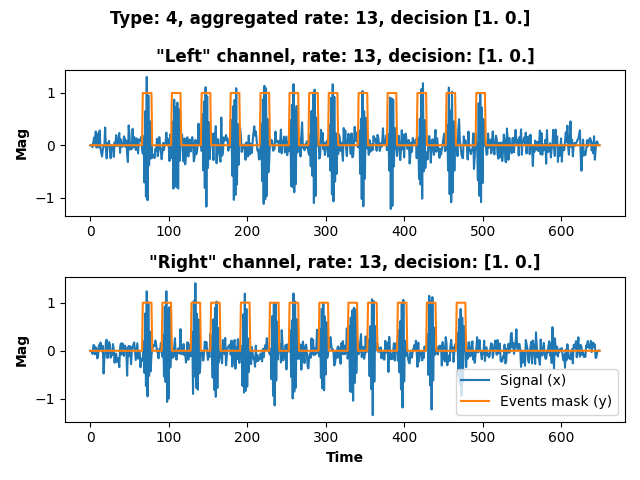 Type: 4, aggregated rate: 13, decision [1. 0.]
"Left" channel, rate: 13, decision: [1. 0.]
Mag
1
0
−1
0 100 200 300 400 500 600
"Right" channel, rate: 13, decision: [1. 0.]
Mag
1
0
−1
Signal (x)
Events mask (y)
0 100 200 300 400 500 600
Time